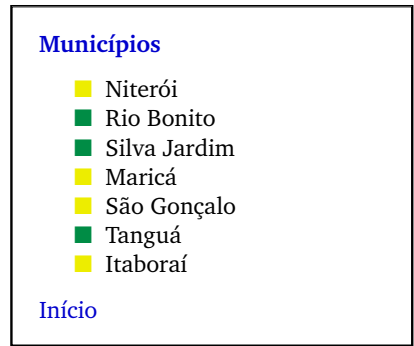 Municípios
Niterói
Rio Bonito
Silva Jardim
Maricá
São Gonçalo
Tanguá
Itaboraí
Início